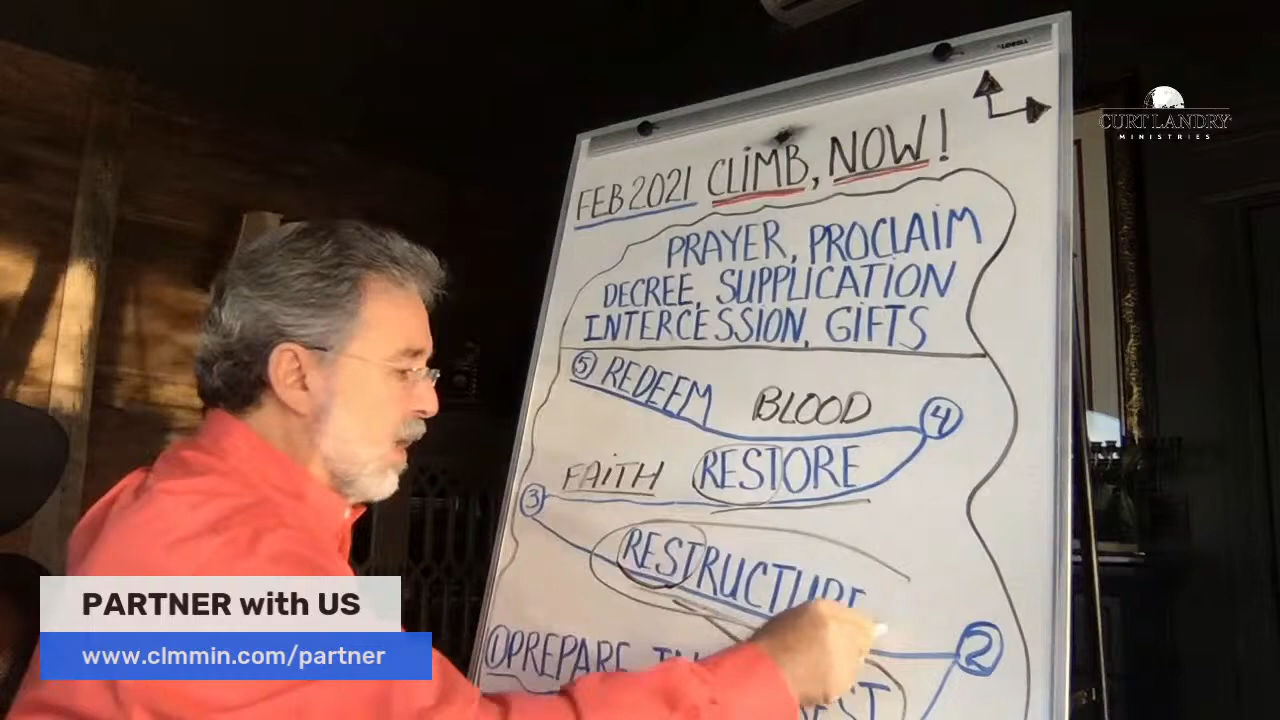 LOBELL
CURT LANDRY
MINISTRIES
FEB 2021 CLIMB, NOW!
PRAYER, PROCLAIM
DECREE, SUPPLICATION
INTERCESSION, GIFTS
⑤ REDEEM BLOOD ④
FAITH RESTORE
③
RESTRUCTURE
② 
① PREPARE
PARTNER with US
www.clmmin.com/partner